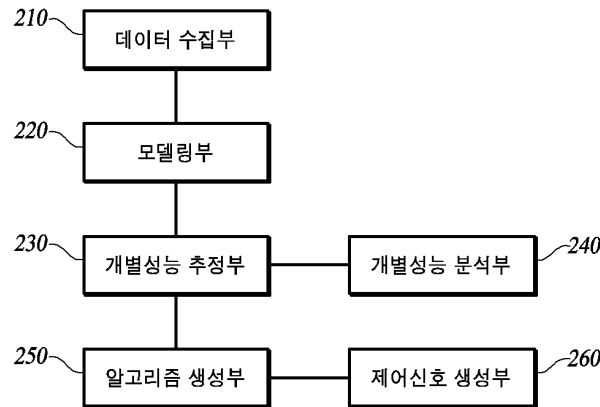 210
데이터 수집부
220
모델링부
230
개별성능 추정부
개별성능 분석부
240
250
알고리즘 생성부
제어신호 생성부
260